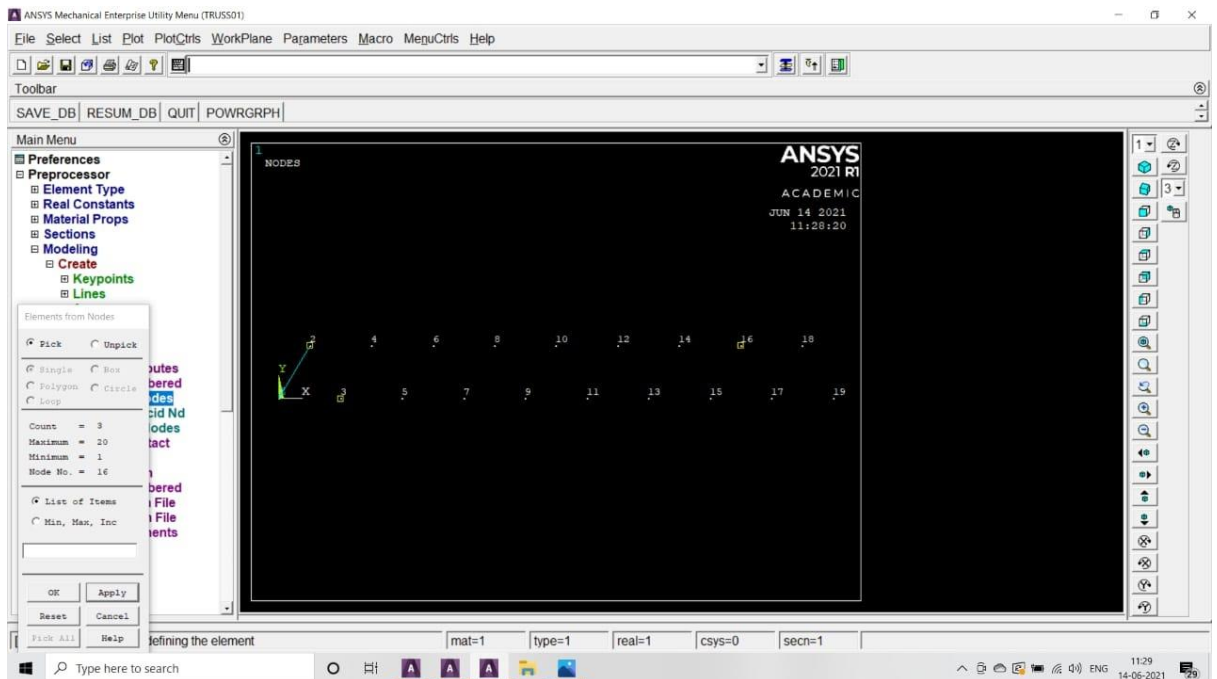 ANSYS Mechanical Enterprise Utility Menu (TRUSS01)
File Select List Plot PlotCtrls WorkPlane Parameters Macro MenuCtrls Help
Toolbar
SAVE_DB RESUM_DB QUIT POWRGRPH
Main Menu
Preferences
Preprocessor
Element Type
Real Constants
Material Props
Sections
Modeling
Create
Keypoints
Lines
Elements from Nodes
Pick Unpick
Single Box
Polygon Circle
Loop
Count = 3
Maximum = 20
Minimum = 1
Node No. = 16
List of Items
Min, Max, Inc
OK Apply
Reset Cancel
Pick All Help
butes
bered
odes
cid Nd
lodes
tact
bered
File
File
ents
1
NODES
ANSYS
2021 R1
ACADEMIC
JUN 14 2021
11:28:20
2 4 6 8 10 12 14 16 18
Y
X 3 5 7 9 11 13 15 17 19
1
3
defining the element
mat=1 type=1 real=1 csys=0 secn=1
Type here to search
ENG
11:29
14-06-2021
29